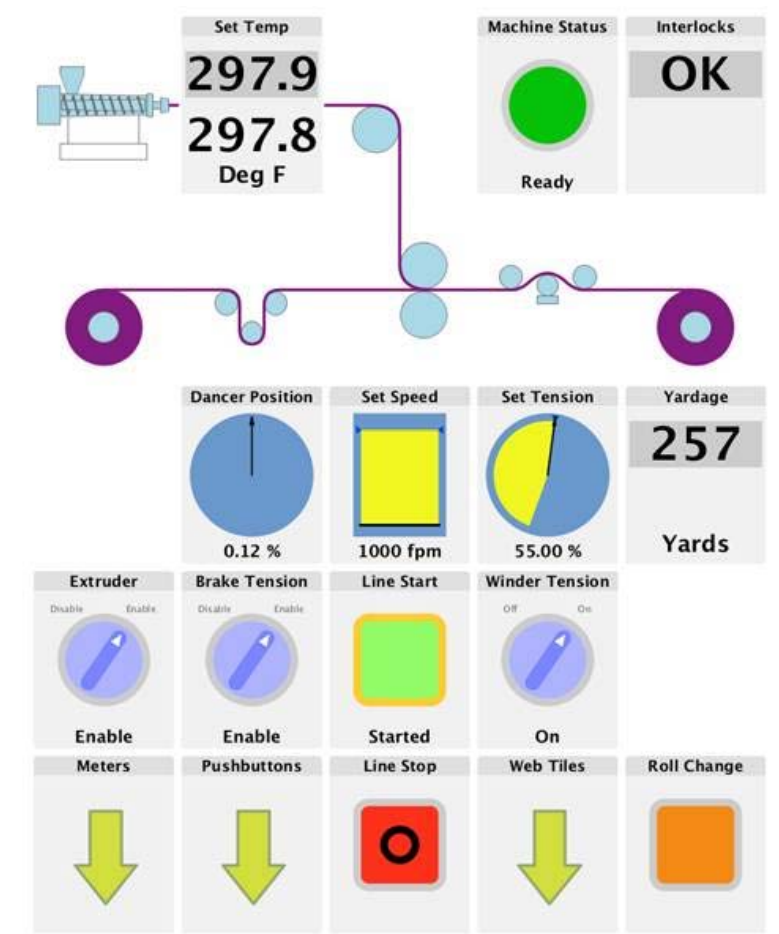 Set Temp
297.9
297.8
Deg F
Machine Status
Ready
Interlocks
OK
Dancer Position
0.12 %
Set Speed
1000 fpm
Set Tension
55.00 %
Yardage
257
Yards
Extruder
Disable Enable
Enable
Brake Tension
Disable Enable
Enable
Line Start
Started
Winder Tension
Off On
On
Meters
Pushbuttons
Line Stop
Web Tiles
Roll Change